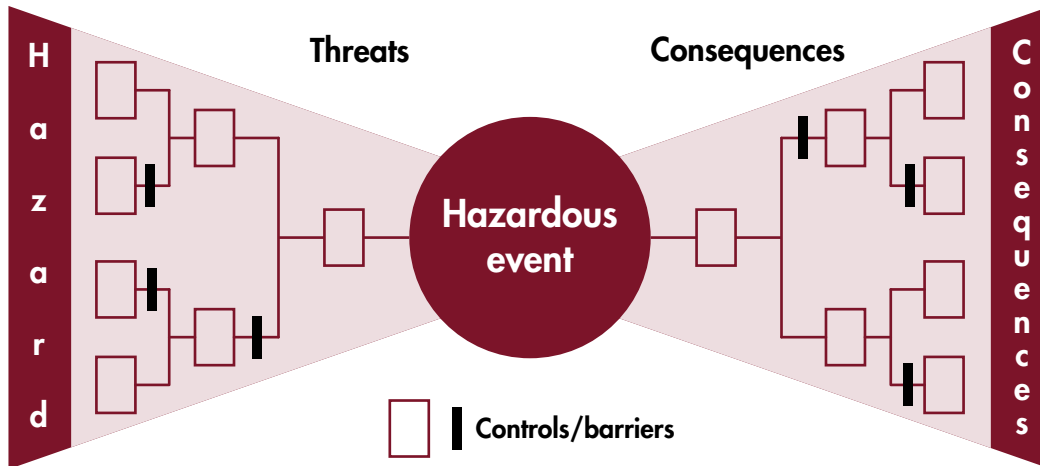 Threats
Consequences
Hazard
Hazardous
event
Consequences
Controls/barriers